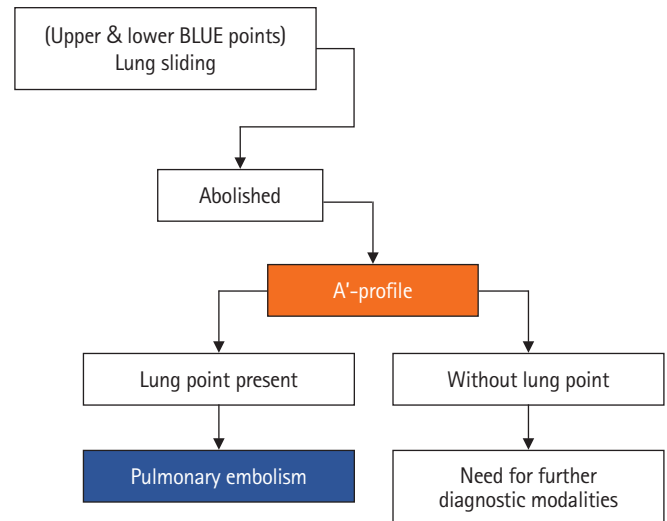 (Upper & lower BLUE points)
Lung sliding
Abolished
A'-profile
Lung point present
Without lung point
Pulmonary embolism
Need for further
diagnostic modalities